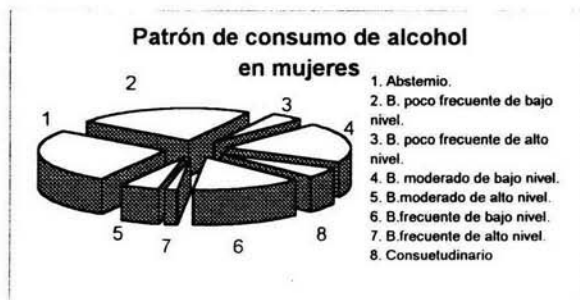 Patrón de consumo de alcohol
en mujeres
2
3
1
4
5
7
6
8
1. Abstemio.
2. B. poco frecuente de bajo
nivel.
3. B. poco frecuente de alto
nivel.
4. B. moderado de bajo nivel.
5. B.moderado de alto nivel.
6. B.frecuente de bajo nivel.
7. B.frecuente de alto nivel.
8. Consuetudinario